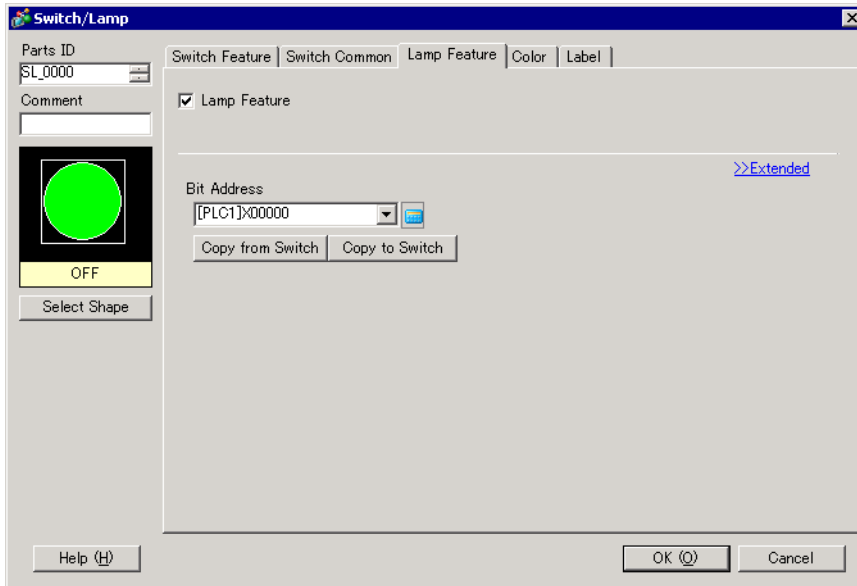 Switch/Lamp
Parts ID
SL_0000
Comment
OFF
Select Shape
Switch Feature
Switch Common
Lamp Feature
Color
Label
Lamp Feature
>>Extended
Bit Address
[PLC1]X00000
Copy from Switch
Copy to Switch
Help (H)
OK (O)
Cancel